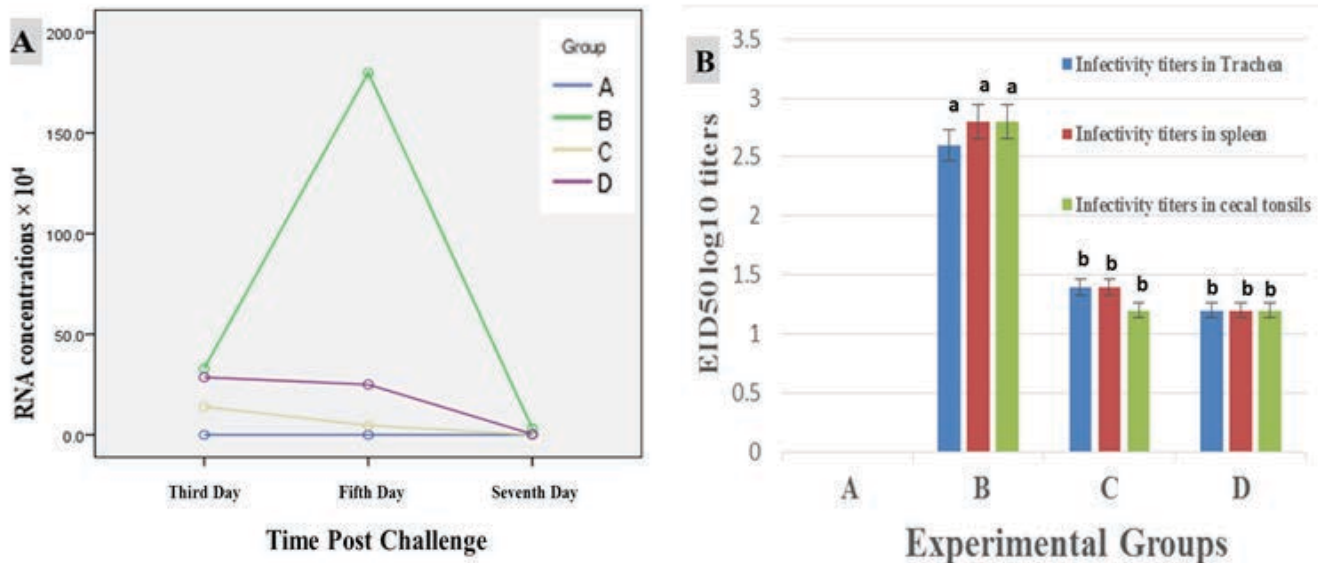 A
200.0
150.0
100.0
50.0
0.0
RNA concentrations × 10⁴
Group
A
B
C
D
Third Day
Fifth Day
Seventh Day
Time Post Challenge
B
3.5
3
2.5
2
1.5
1
0.5
0
EID50 log10 titers
Infectivity titers in Trachea
Infectivity titers in spleen
Infectivity titers in cecal tonsils
a a a
b b b
b b b
A B C D
Experimental Groups